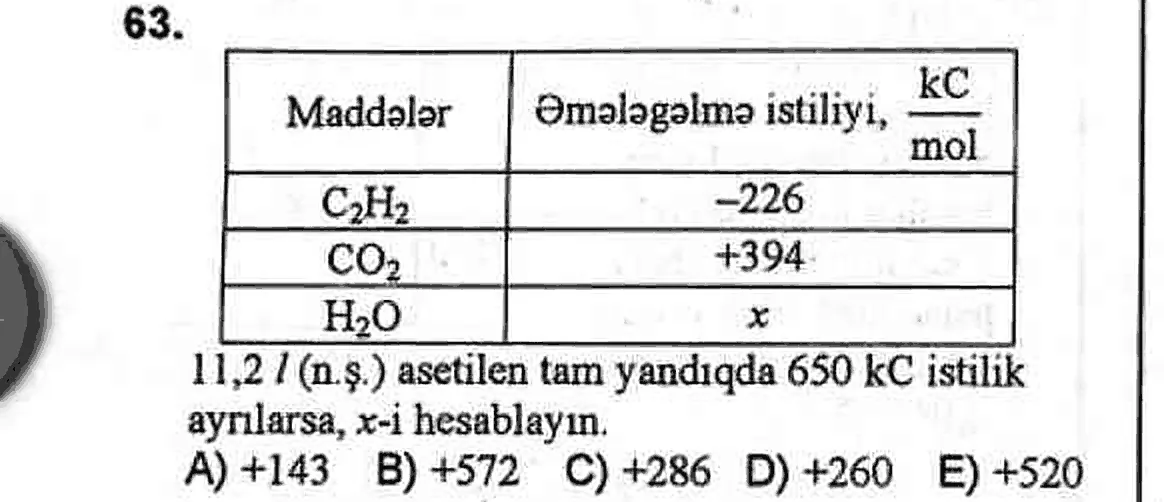 63.
Maddələr Əmələgəlmə istiliyi, kC/mol
C₂H₂ –226
CO₂ +394
H₂O x
11,2 l (n.ş.) asetilen tam yandıqda 650 kC istilik
ayrılarsa, x-i hesablayın.
A) +143 B) +572 C) +286 D) +260 E) +520